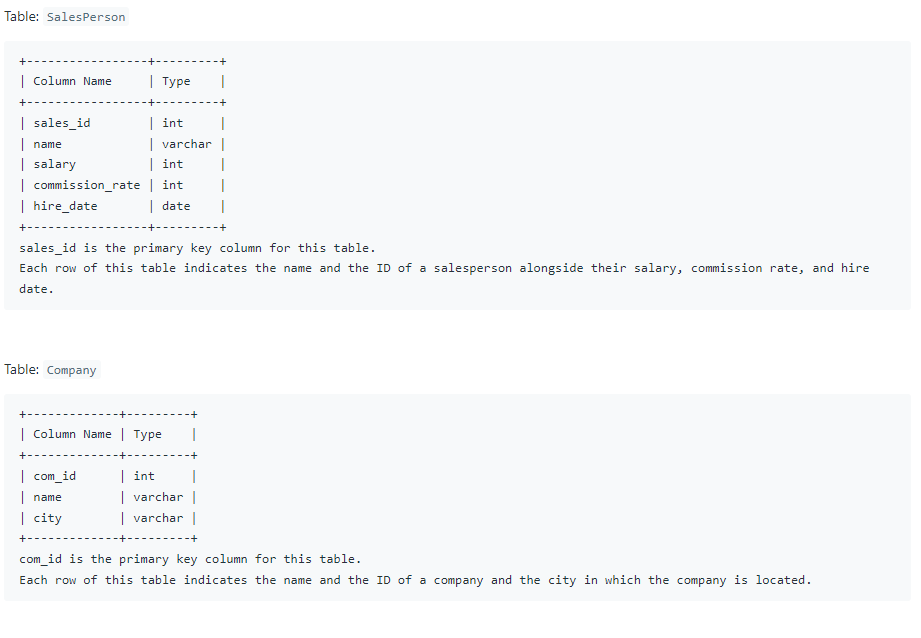 Table: SalesPerson
+-----------------+---------+
| Column Name     | Type    |
+-----------------+---------+
| sales_id        | int     |
| name            | varchar |
| salary          | int     |
| commission_rate | int     |
| hire_date       | date    |
+-----------------+---------+
sales_id is the primary key column for this table.
Each row of this table indicates the name and the ID of a salesperson alongside their salary, commission rate, and hire
date.
Table: Company
+-------------+---------+
| Column Name | Type    |
+-------------+---------+
| com_id      | int     |
| name        | varchar |
| city        | varchar |
+-------------+---------+
com_id is the primary key column for this table.
Each row of this table indicates the name and the ID of a company and the city in which the company is located.